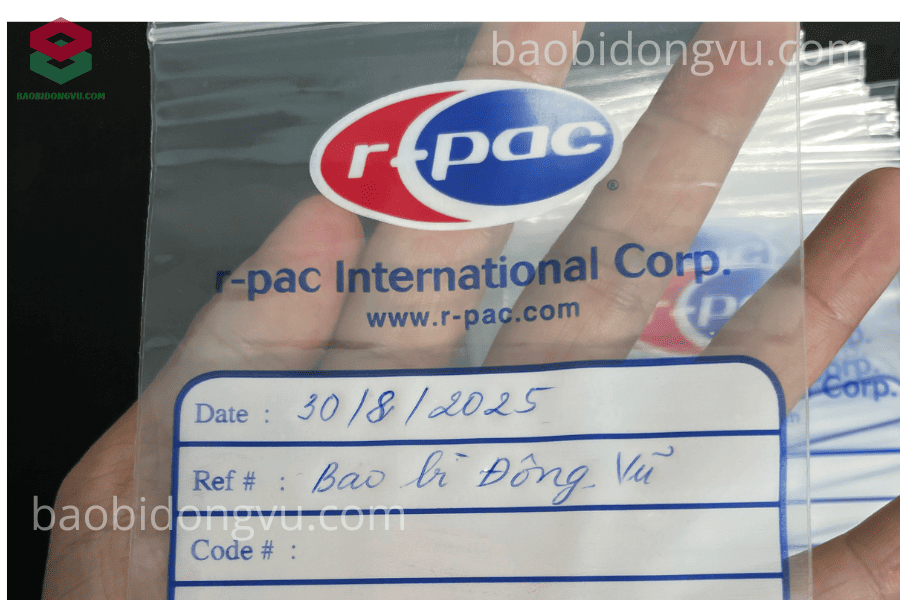 baobidongvu.com
BAOBIDONGVU.COM
r-pac
®
r-pac International Corp.
www.r-pac.com
Date : 30/8/2025
Ref # : Bao bì Đông Vũ
baobidongvu.com
Code # :
Corp.